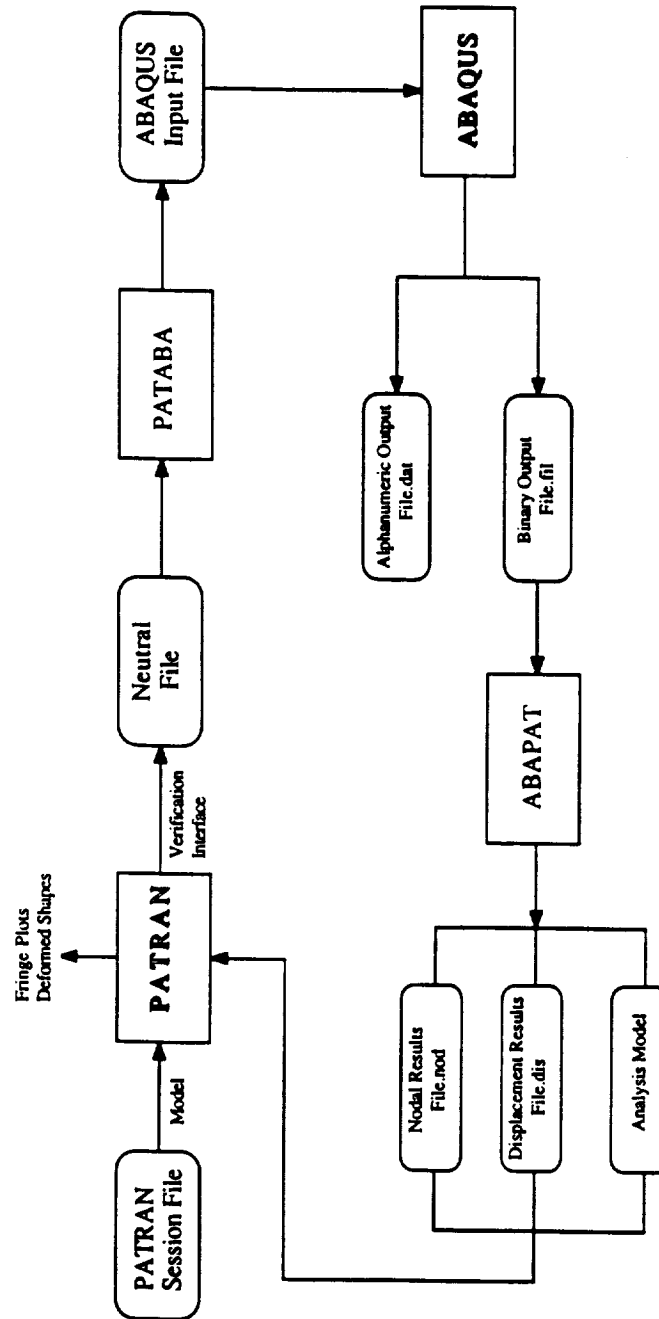 Fringe Plots
Deformed Shapes
PATRAN
Session File
Model
PATRAN
Verification
Interface
Neutral
File
PATABA
ABAQUS
Input File
Nodal Results
File.nod
Displacement Results
File.dis
Analysis Model
ABAPAT
Alphanumeric Output
File.dat
Binary Output
File.fil
ABAQUS